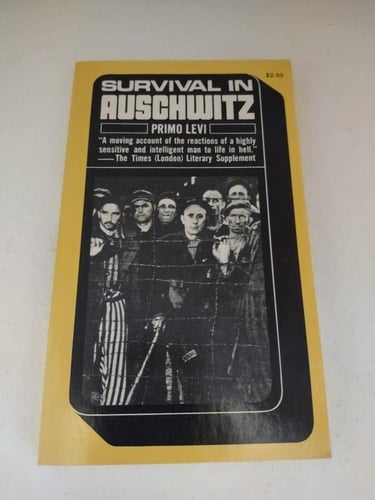 $2.95
SURVIVAL IN
AUSCHWITZ
PRIMO LEVI
"A moving account of the reactions of a highly
sensitive and intelligent man to life in hell."
—The Times (London) Literary Supplement